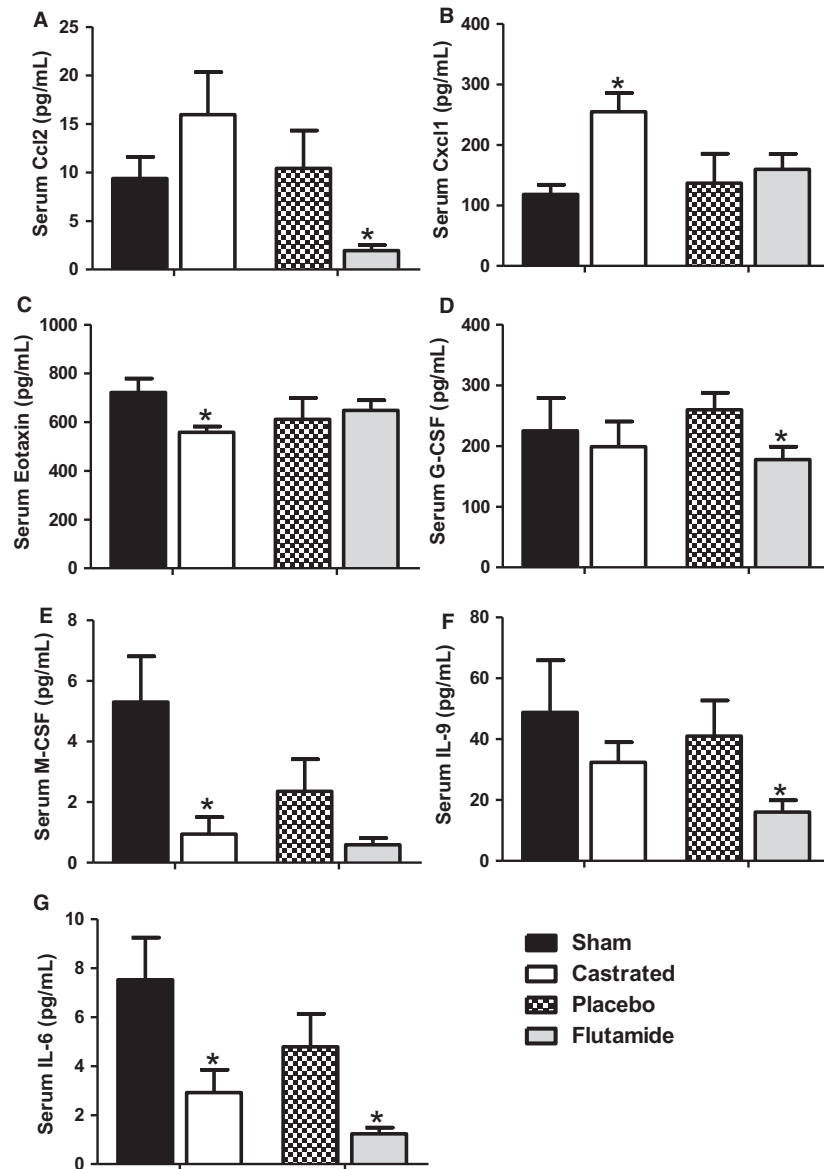 A
Serum Ccl2 (pg/mL)
25
20
15
10
5
0
*
B
Serum Cxcl1 (pg/mL)
400
300
200
100
0
*
C
Serum Eotaxin (pg/mL)
1000
800
600
400
200
0
*
D
Serum G-CSF (pg/mL)
400
300
200
100
0
*
E
Serum M-CSF (pg/mL)
8
6
4
2
0
*
F
Serum IL-9 (pg/mL)
80
60
40
20
0
*
G
Serum IL-6 (pg/mL)
10
8
6
4
2
0
*
*
Sham
Castrated
Placebo
Flutamide